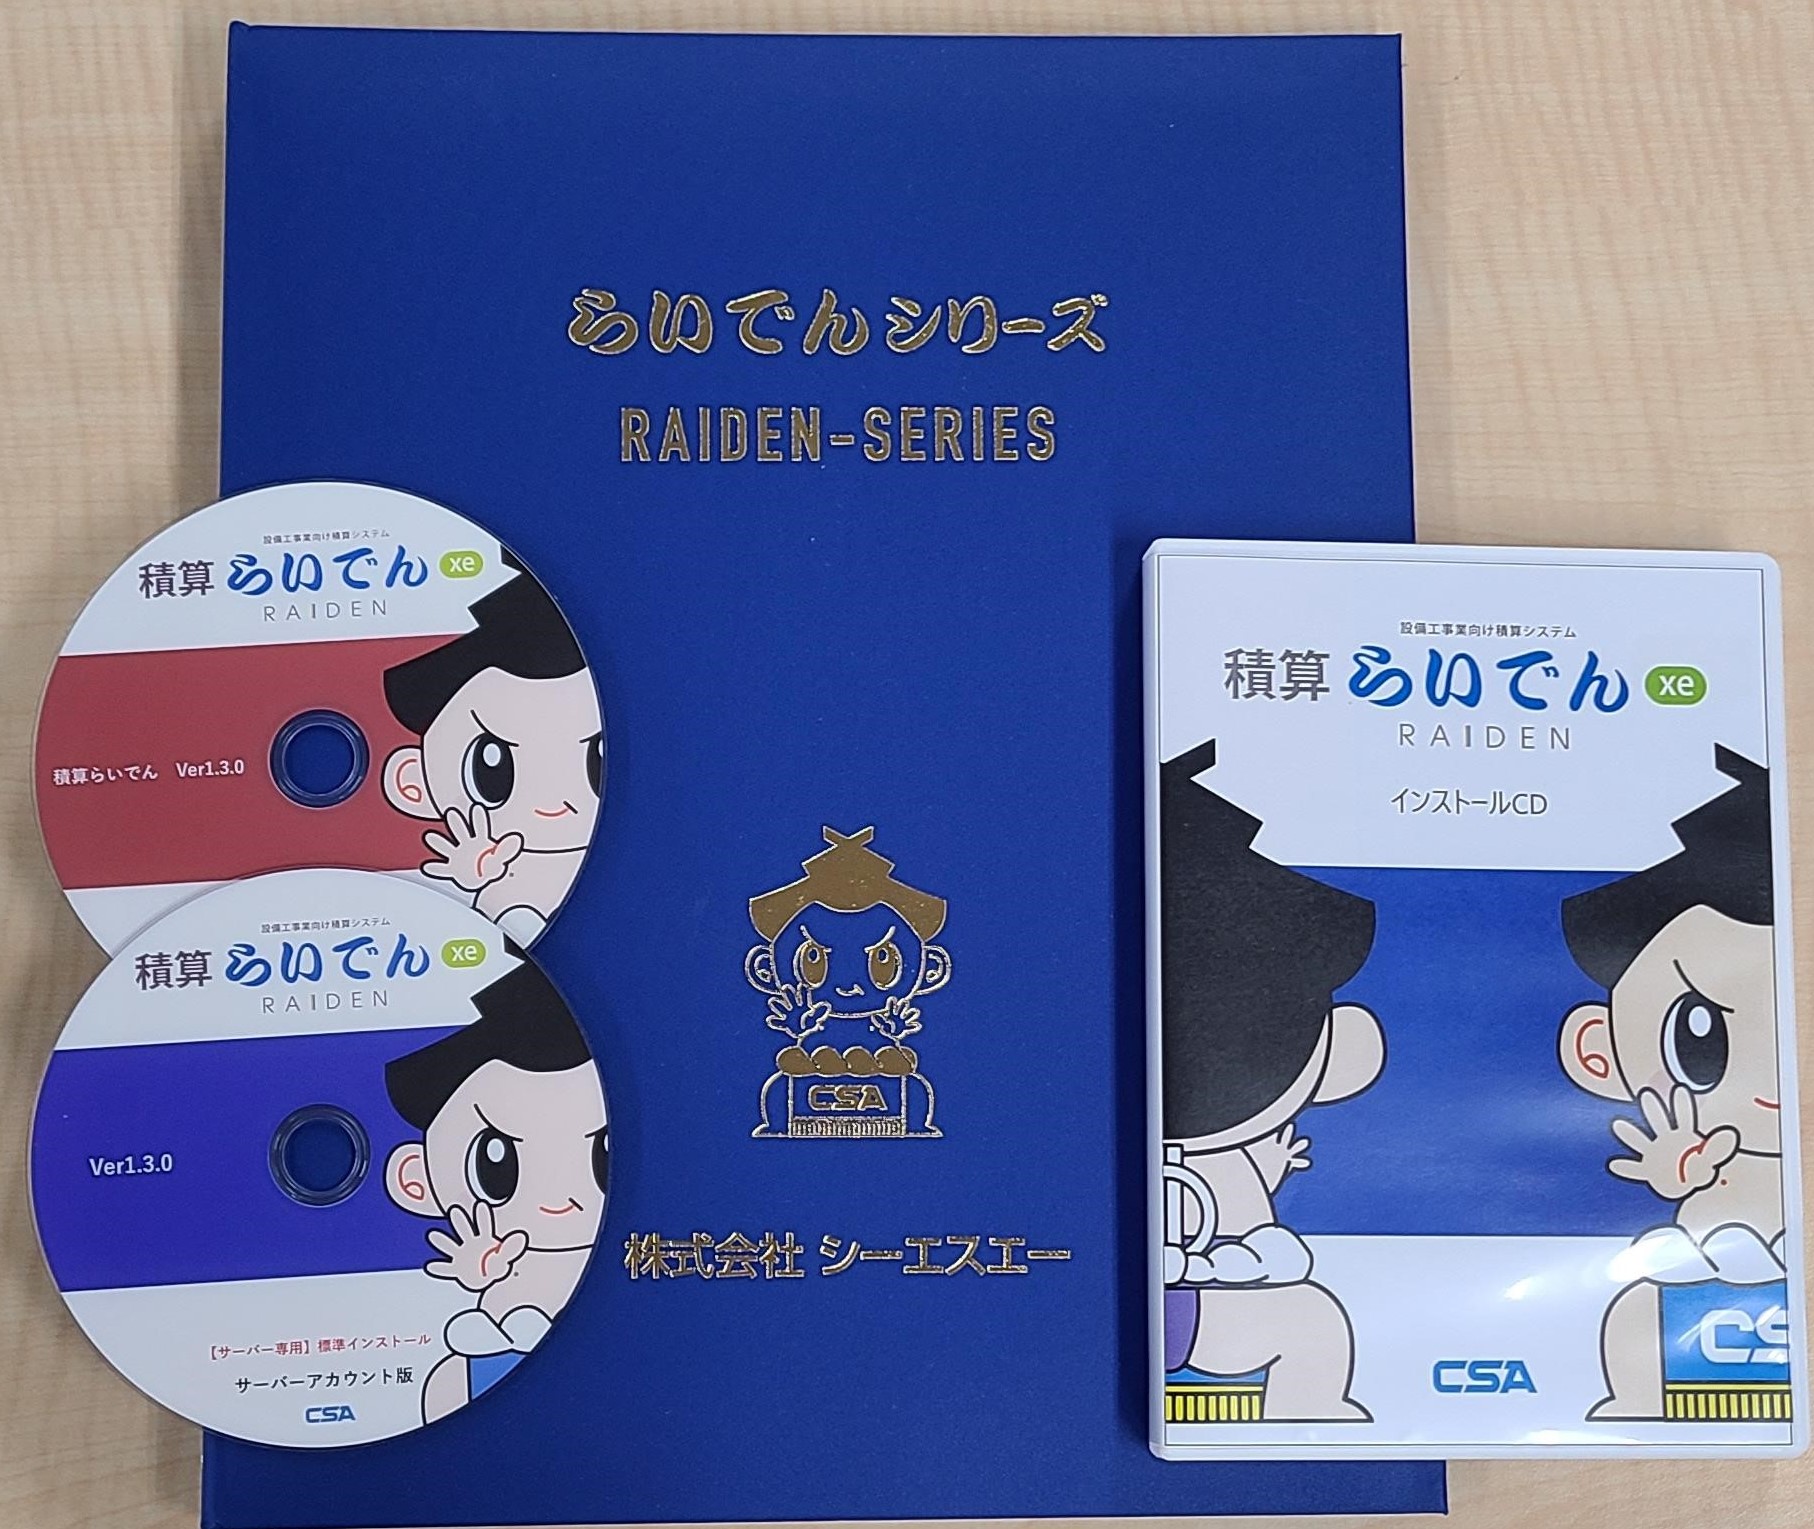 らいでんシリーズ
RAIDEN-SERIES
CSA
株式会社 シーエスエー
設備工事業向け積算システム
積算 らいでん xe
RAIDEN
積算らいでん Ver1.3.0
設備工事業向け積算システム
積算 らいでん xe
RAIDEN
Ver1.3.0
【サーバー専用】標準インストール
サーバーアカウント版
CSA
設備工事業向け積算システム
積算 らいでん xe
RAIDEN
インストールCD
CS
CSA